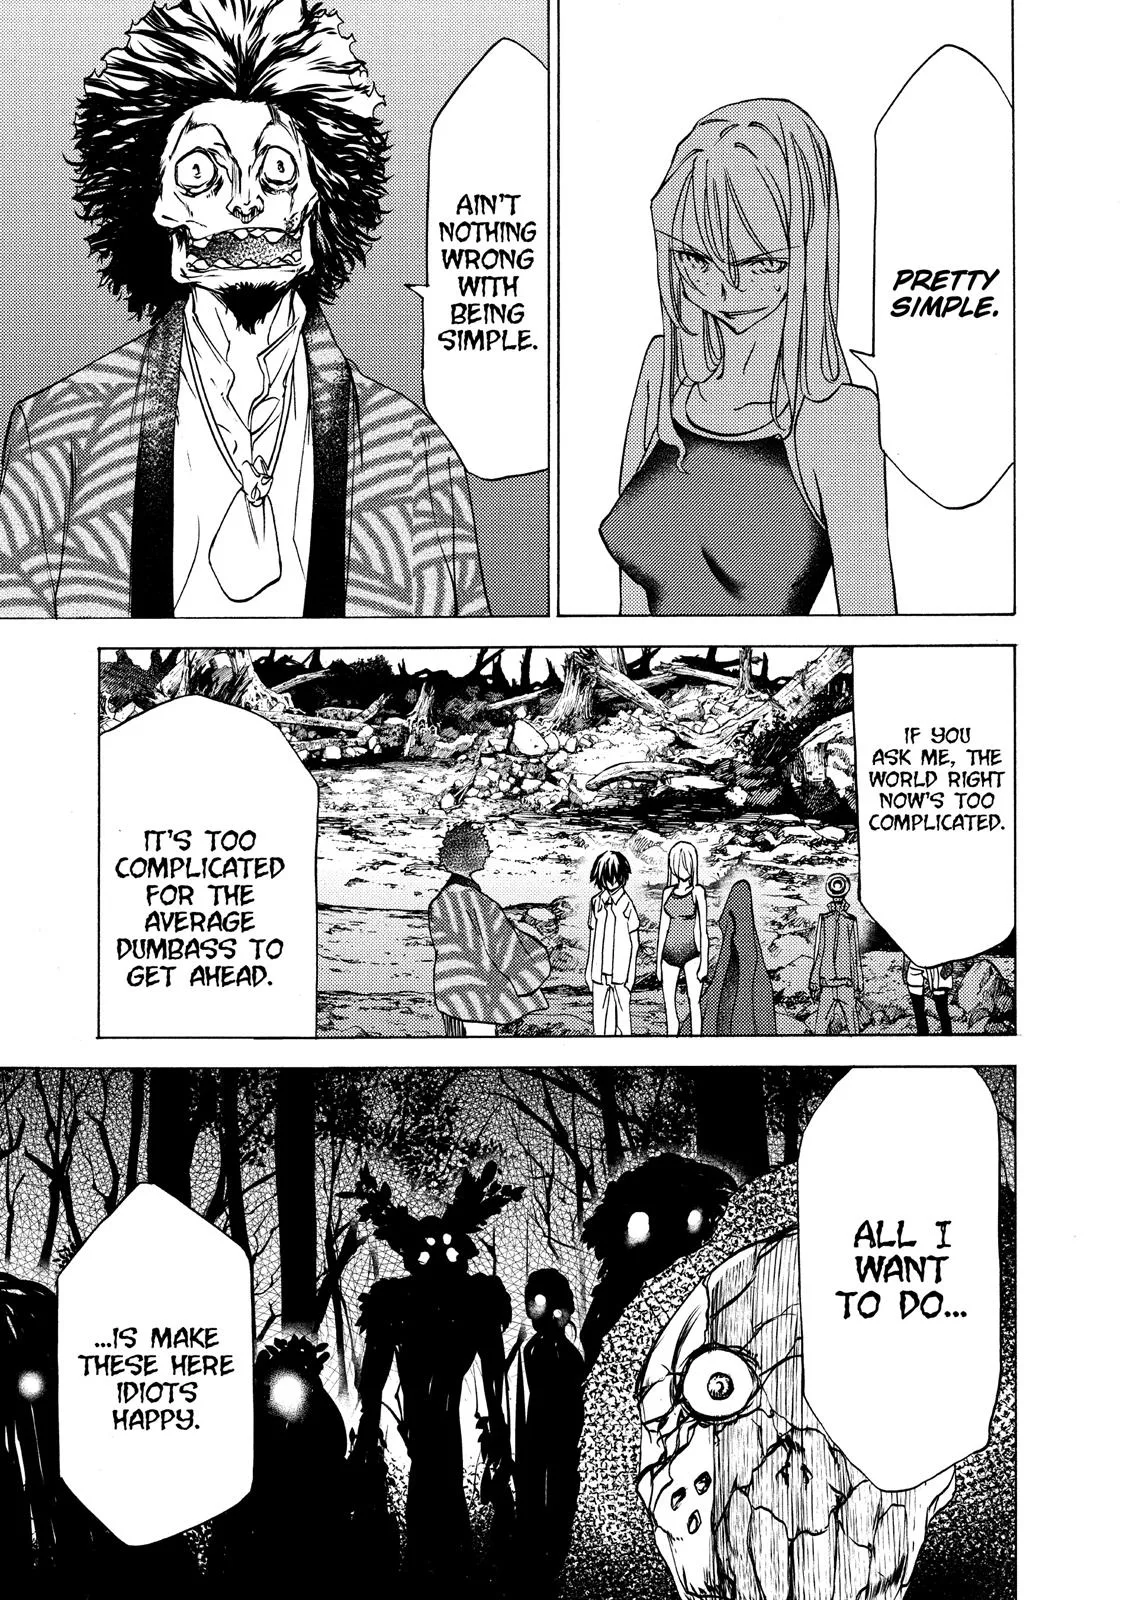 PRETTY
SIMPLE.
AIN'T
NOTHING
WRONG
WITH
BEING
SIMPLE.
IF YOU
ASK ME, THE
WORLD RIGHT
NOW'S TOO
COMPLICATED.
IT'S TOO
COMPLICATED
FOR THE
AVERAGE
DUMBASS TO
GET AHEAD.
ALL I
WANT
TO DO...
...IS MAKE
THESE HERE
IDIOTS
HAPPY.